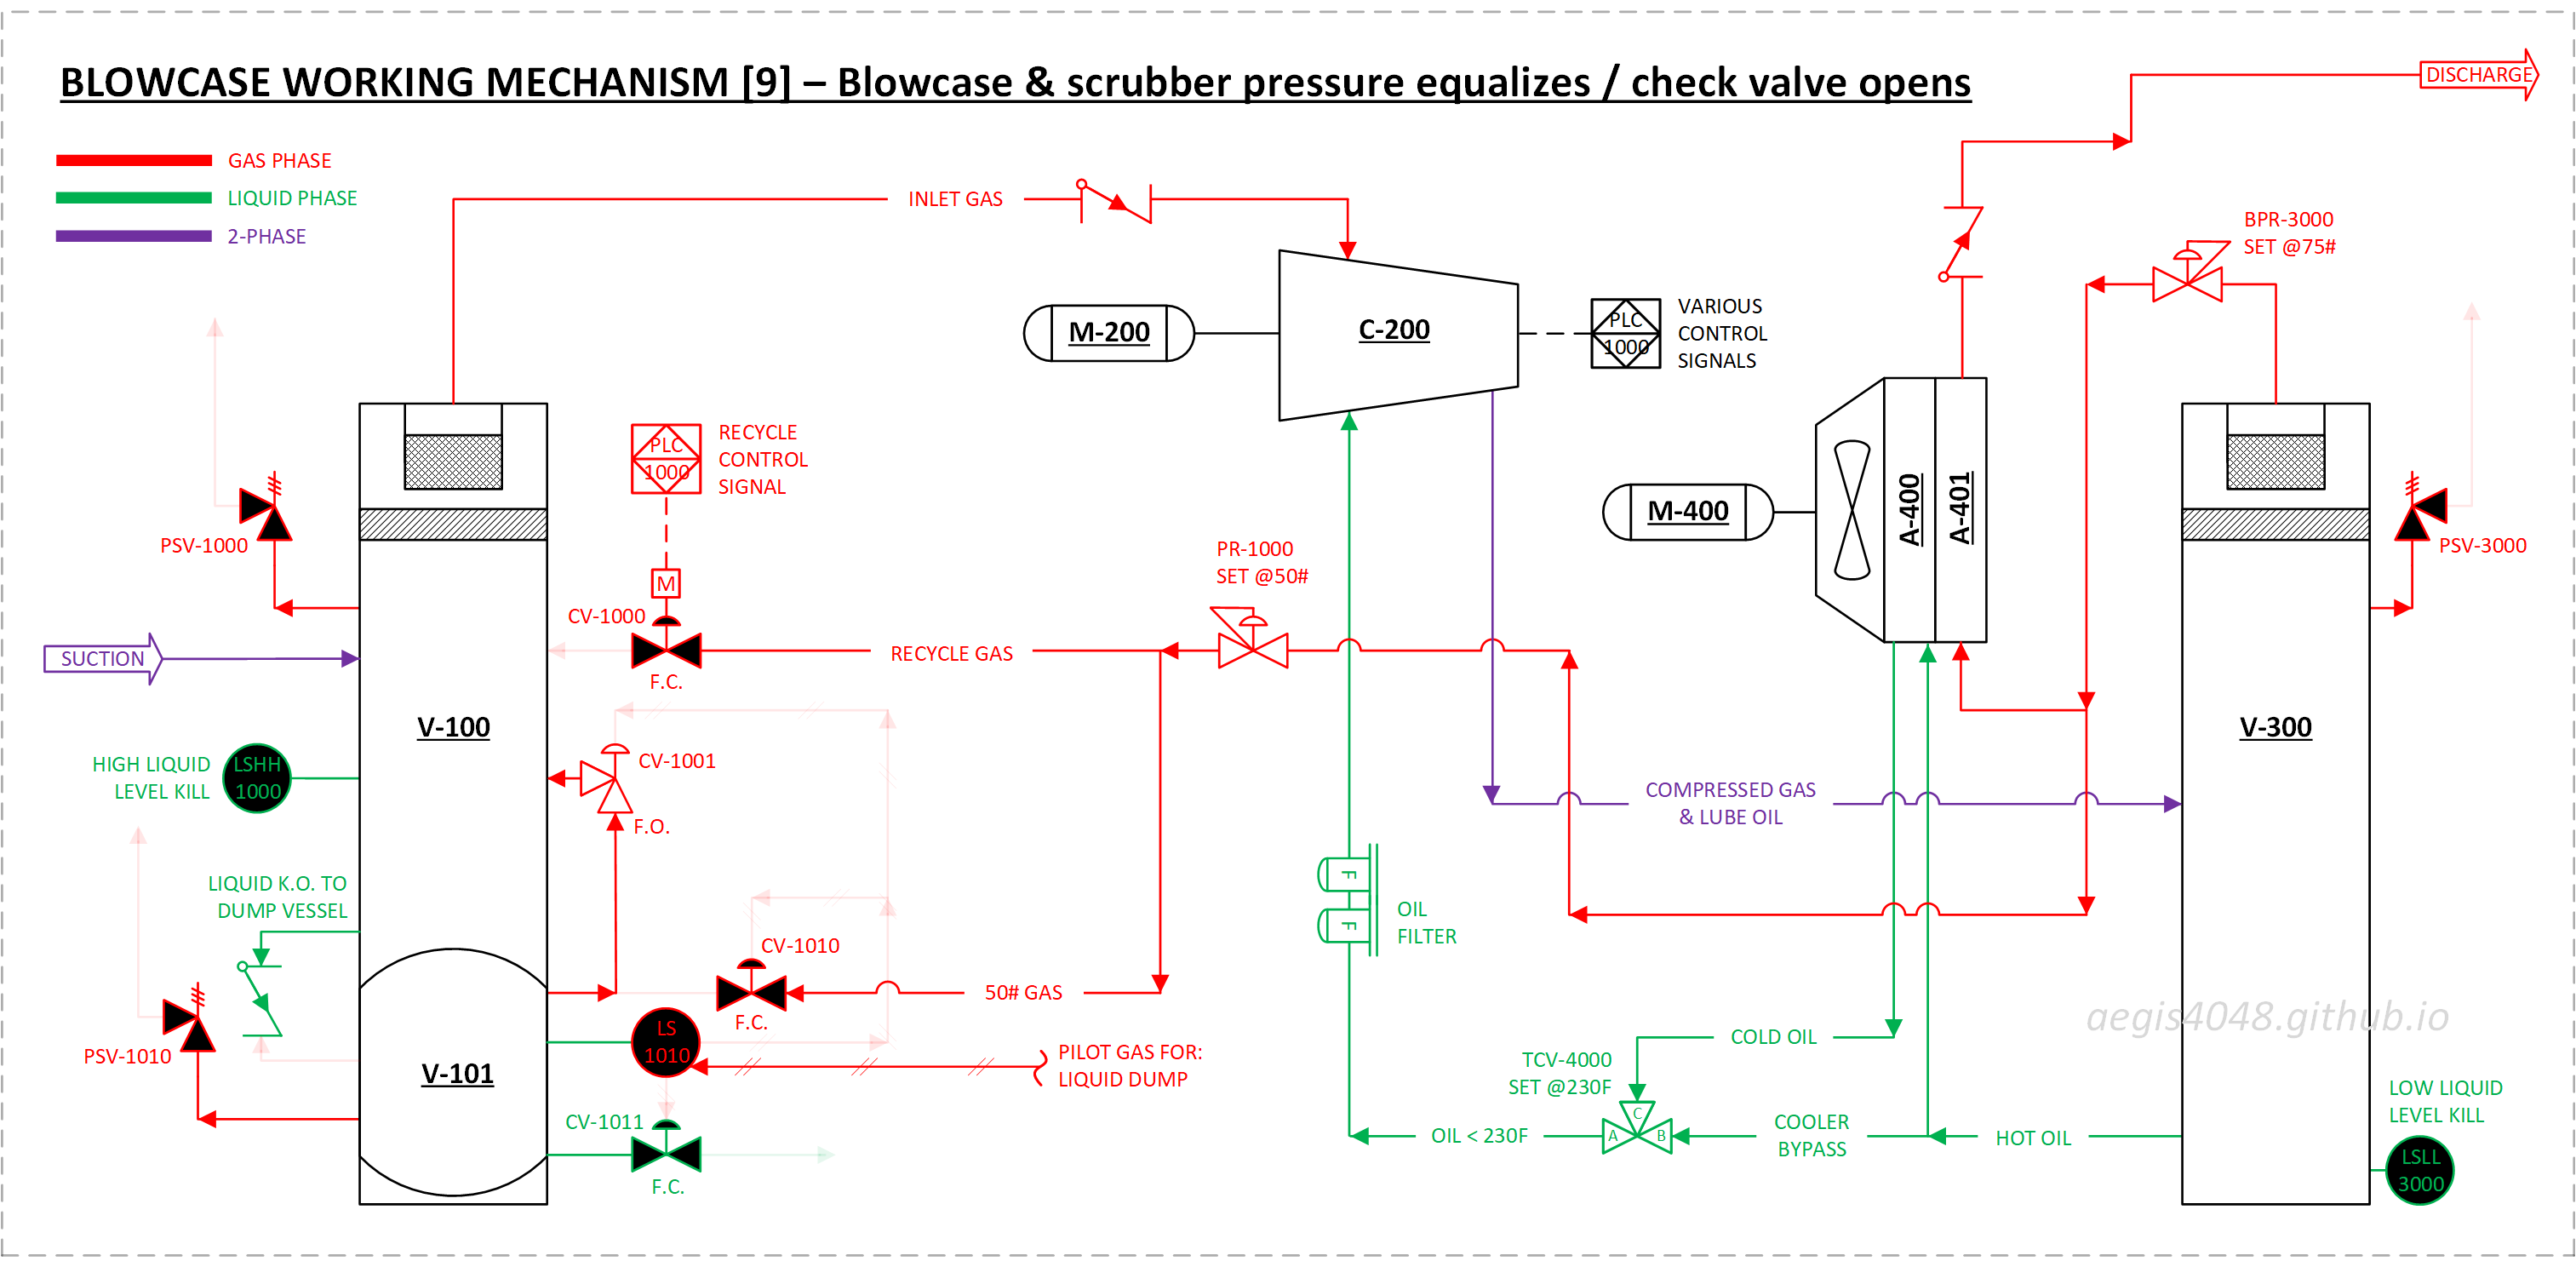 BLOWCASE WORKING MECHANISM [9] – Blowcase & scrubber pressure equalizes / check valve opens
DISCHARGE
GAS PHASE
LIQUID PHASE
2-PHASE
INLET GAS
BPR-3000
SET @75#
M-200
C-200
PLC
1000
VARIOUS
CONTROL
SIGNALS
PLC
1000
RECYCLE
CONTROL
SIGNAL
M-400
A-400
A-401
PSV-1000
PSV-3000
PR-1000
SET @50#
M
CV-1000
F.C.
RECYCLE GAS
SUCTION
V-100
V-300
HIGH LIQUID
LEVEL KILL
LSHH
1000
CV-1001
F.O.
COMPRESSED GAS
& LUBE OIL
LIQUID K.O. TO
DUMP VESSEL
F
F
OIL
FILTER
CV-1010
F.C.
50# GAS
LS
1010
PILOT GAS FOR:
LIQUID DUMP
PSV-1010
V-101
CV-1011
F.C.
COLD OIL
TCV-4000
SET @230F
C
A
B
OIL < 230F
COOLER
BYPASS
HOT OIL
aegis4048.github.io
LOW LIQUID
LEVEL KILL
LSLL
3000